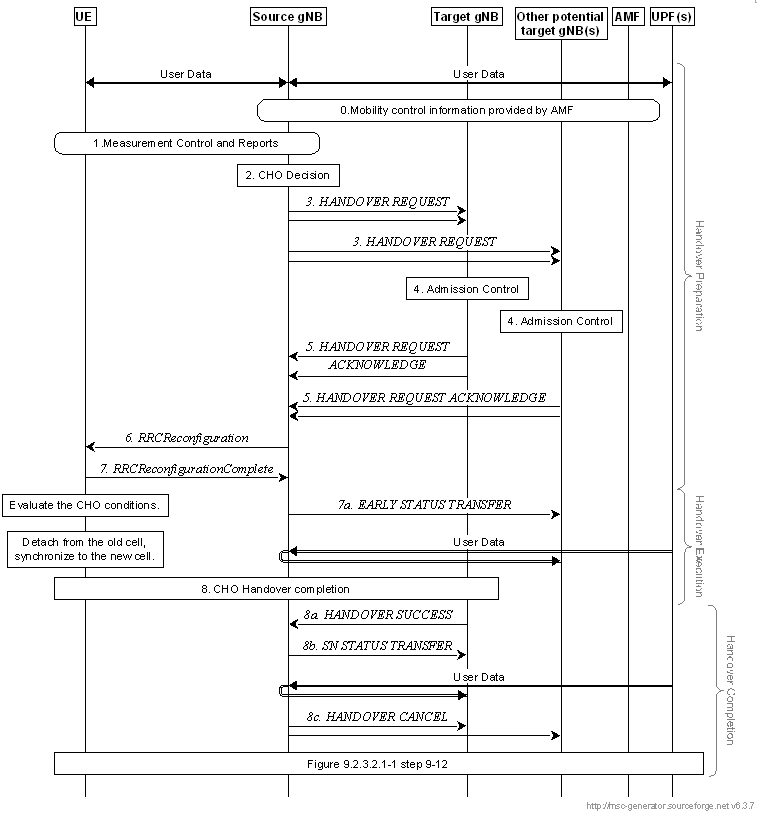 UE
Source gNB
Target gNB
Other potential
target gNB(s)
AMF
UPF(s)
User Data
User Data
0.Mobility control information provided by AMF
1.Measurement Control and Reports
2. CHO Decision
3. HANDOVER REQUEST
3. HANDOVER REQUEST
4. Admission Control
4. Admission Control
5. HANDOVER REQUEST
ACKNOWLEDGE
5. HANDOVER REQUEST ACKNOWLEDGE
6. RRCReconfiguration
7. RRCReconfigurationComplete
Evaluate the CHO conditions.
7a. EARLY STATUS TRANSFER
Detach from the old cell,
synchronize to the new cell.
User Data
8. CHO Handover completion
8a. HANDOVER SUCCESS
8b. SN STATUS TRANSFER
User Data
8c. HANDOVER CANCEL
Figure 9.2.3.2.1-1 step 9-12
Handover Preparation
Handover Execution
Handover Completion
http://msc-generator.sourceforge.net v6.3.7